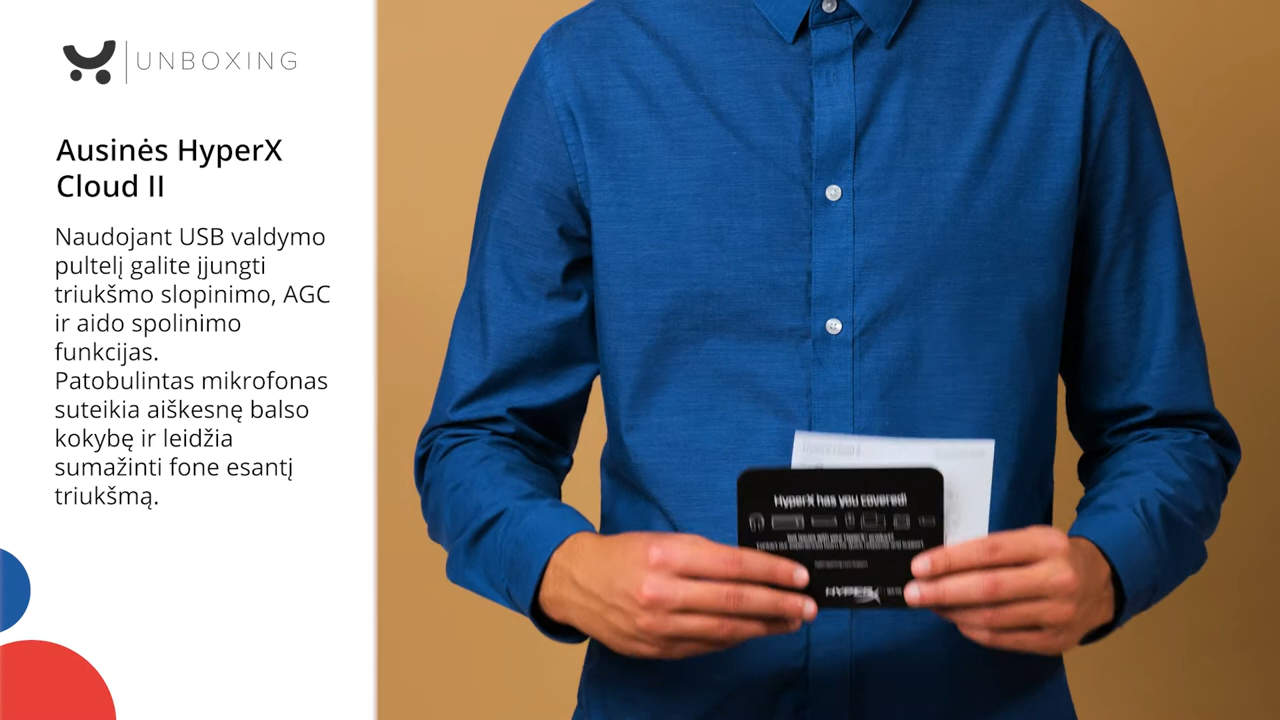 UNBOXING
Ausinės HyperX
Cloud II
Naudojant USB valdymo
pultelį galite įjungti
triukšmo slopinimo, AGC
ir aido spolinimo
funkcijas.
Patobulintas mikrofonas
suteikia aiškesnę balso
kokybę ir leidžia
sumažinti fone esantį
triukšmą.
HyperX has you covered!
HYPERX